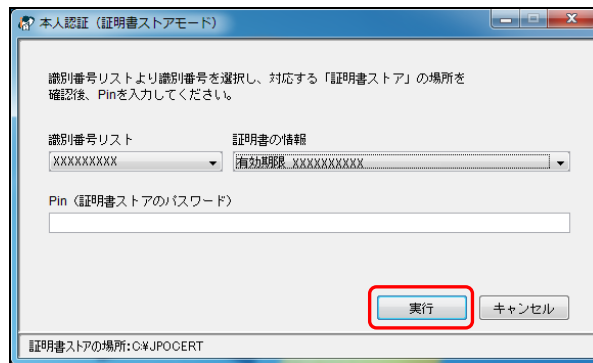 本人認証（証明書ストアモード）
識別番号リストより識別番号を選択し、対応する「証明書ストア」の場所を
確認後、Pinを入力してください。
識別番号リスト 証明書の情報
XXXXXXXXX 有効期限 XXXXXXXXXX
Pin（証明書ストアのパスワード）
実行 キャンセル
証明書ストアの場所:C:¥JPOCERT